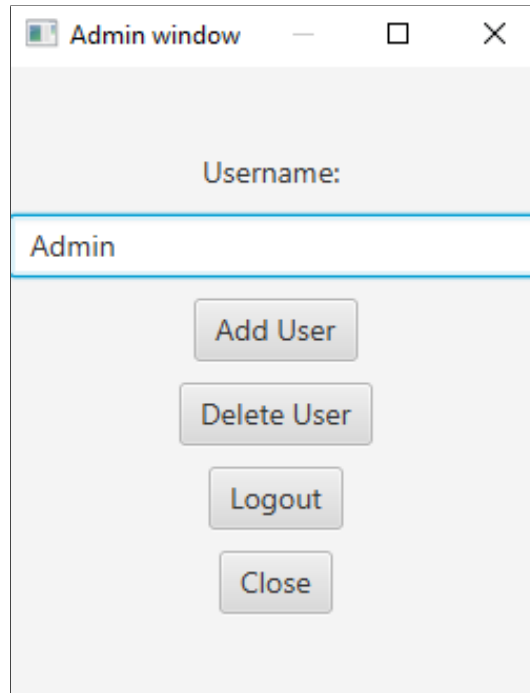 Admin window
Username:
Admin
Add User
Delete User
Logout
Close